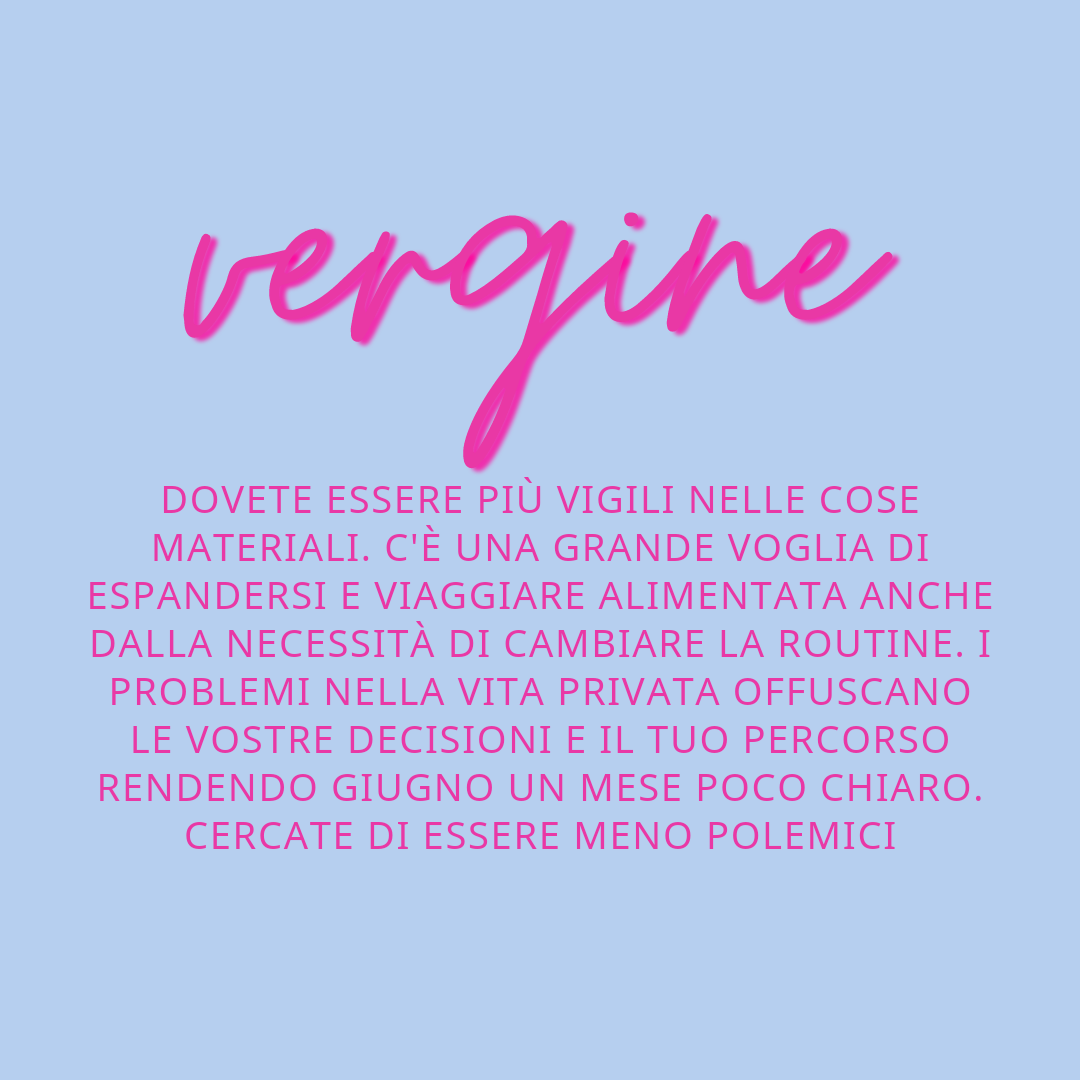 vergine
DOVETE ESSERE PIÙ VIGILI NELLE COSE
MATERIALI. C'È UNA GRANDE VOGLIA DI
ESPANDERSI E VIAGGIARE ALIMENTATA ANCHE
DALLA NECESSITÀ DI CAMBIARE LA ROUTINE. I
PROBLEMI NELLA VITA PRIVATA OFFUSCANO
LE VOSTRE DECISIONI E IL TUO PERCORSO
RENDENDO GIUGNO UN MESE POCO CHIARO.
CERCATE DI ESSERE MENO POLEMICI